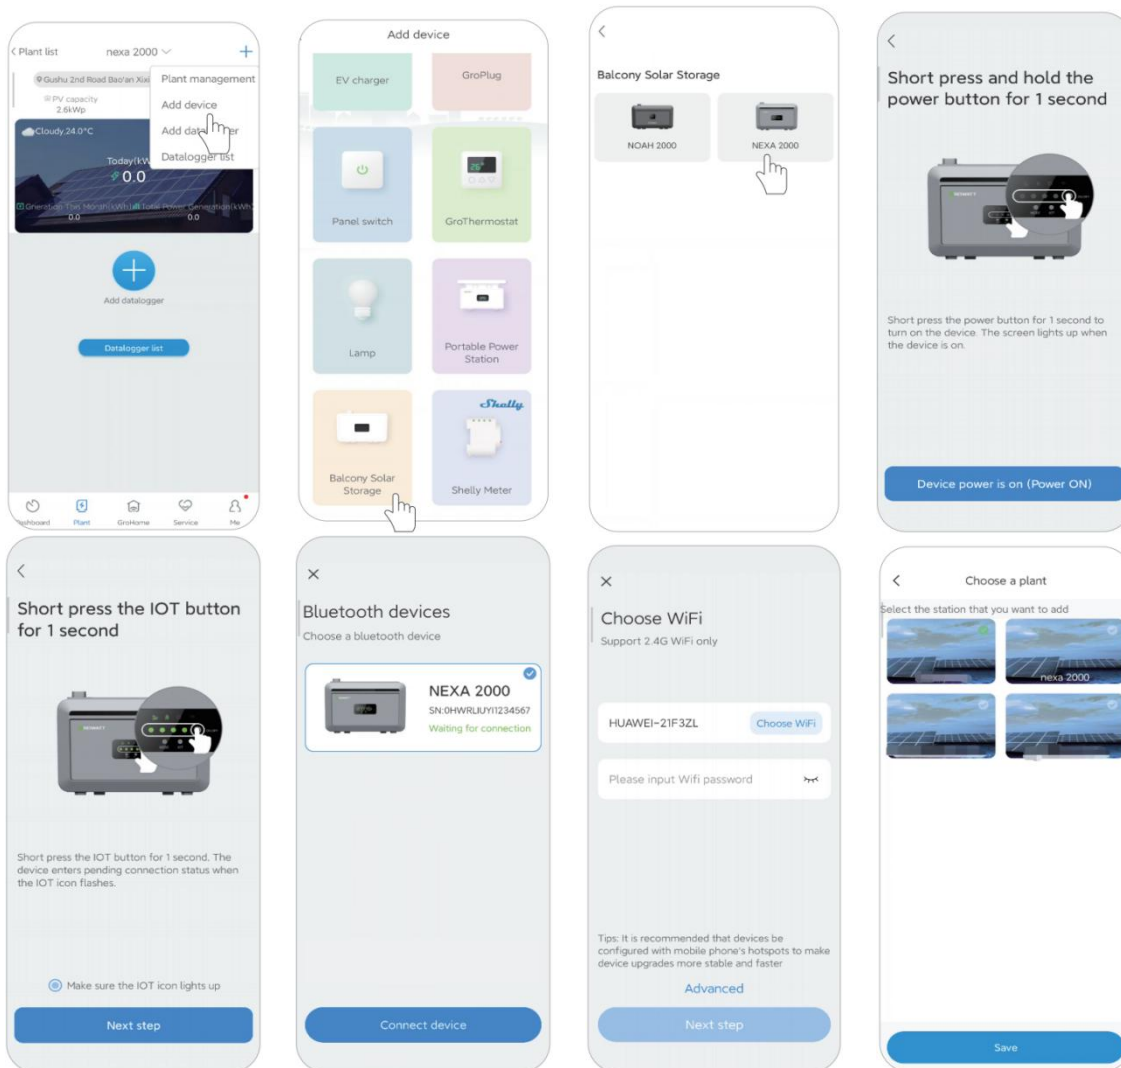 Plant list
nexa 2000
Plant management
Gushu 2nd Road Bao'an Xixi
PV capacity
2.6kWp
Add device
Cloudy,24.0°C
Datalogger list
0.0
0.0
0.0
Add datalogger
Datalogger list
Dashboard
Plant
GroHome
Service
Me
Add device
EV charger
GroPlug
Panel switch
GroThermostat
Lamp
Portable Power
Station
Shelly
Balcony Solar
Storage
Shelly Meter
Balcony Solar Storage
NOAH 2000
NEXA 2000
Short press and hold the
power button for 1 second
Short press the power button for 1 second to
turn on the device. The screen lights up when
the device is on.
Device power is on (Power ON)
Short press the IOT button
for 1 second
Short press the IOT button for 1 second. The
device enters pending connection status when
the IOT icon flashes.
Make sure the IOT icon lights up
Next step
Bluetooth devices
Choose a bluetooth device
NEXA 2000
SN:0HWRLIUYI1234567
Waiting for connection
Connect device
Choose WiFi
Support 2.4G WiFi only
HUAWEI-21F3ZL
Choose WiFi
Please input Wifi password
Tips: It is recommended that devices be
configured with mobile phone's hotspots to make
device upgrades more stable and faster
Advanced
Next step
Choose a plant
Select the station that you want to add
nexa 2000
Save